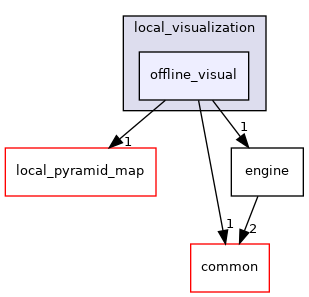 local_visualization
offline_visual
1
1
local_pyramid_map
engine
1
2
common